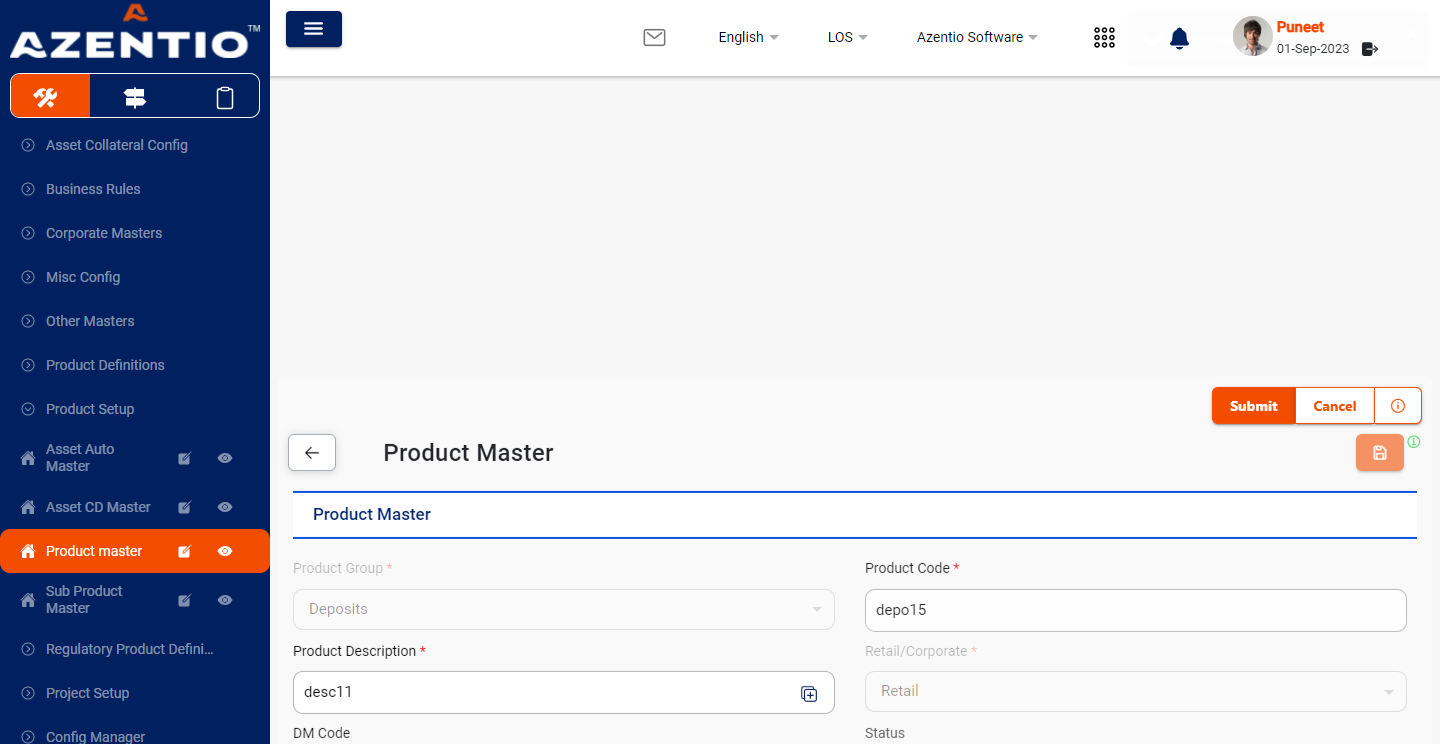 AZENTIO™
English
LOS
Azentio Software
Puneet
01-Sep-2023
Asset Collateral Config
Business Rules
Corporate Masters
Misc Config
Other Masters
Product Definitions
Product Setup
Asset Auto
Master
Asset CD Master
Product master
Sub Product
Master
Regulatory Product Defini...
Project Setup
Config Manager
Submit
Cancel
Product Master
Product Master
Product Group *
Product Code *
Deposits
depo15
Product Description *
Retail/Corporate *
desc11
Retail
DM Code
Status